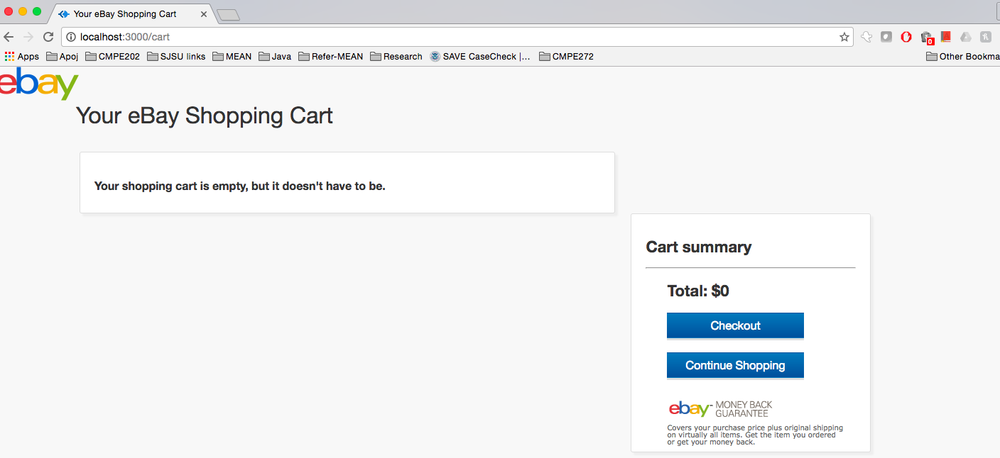 Your eBay Shopping Cart
localhost:3000/cart
Apps Apoj CMPE202 SJSU links MEAN Java Refer-MEAN Research SAVE CaseCheck |... CMPE272 Other Bookma
0
ebay
Your eBay Shopping Cart
Your shopping cart is empty, but it doesn't have to be.
Cart summary
Total: $0
Checkout
Continue Shopping
ebay™ MONEY BACK
GUARANTEE
Covers your purchase price plus original shipping
on virtually all items. Get the item you ordered
or get your money back.